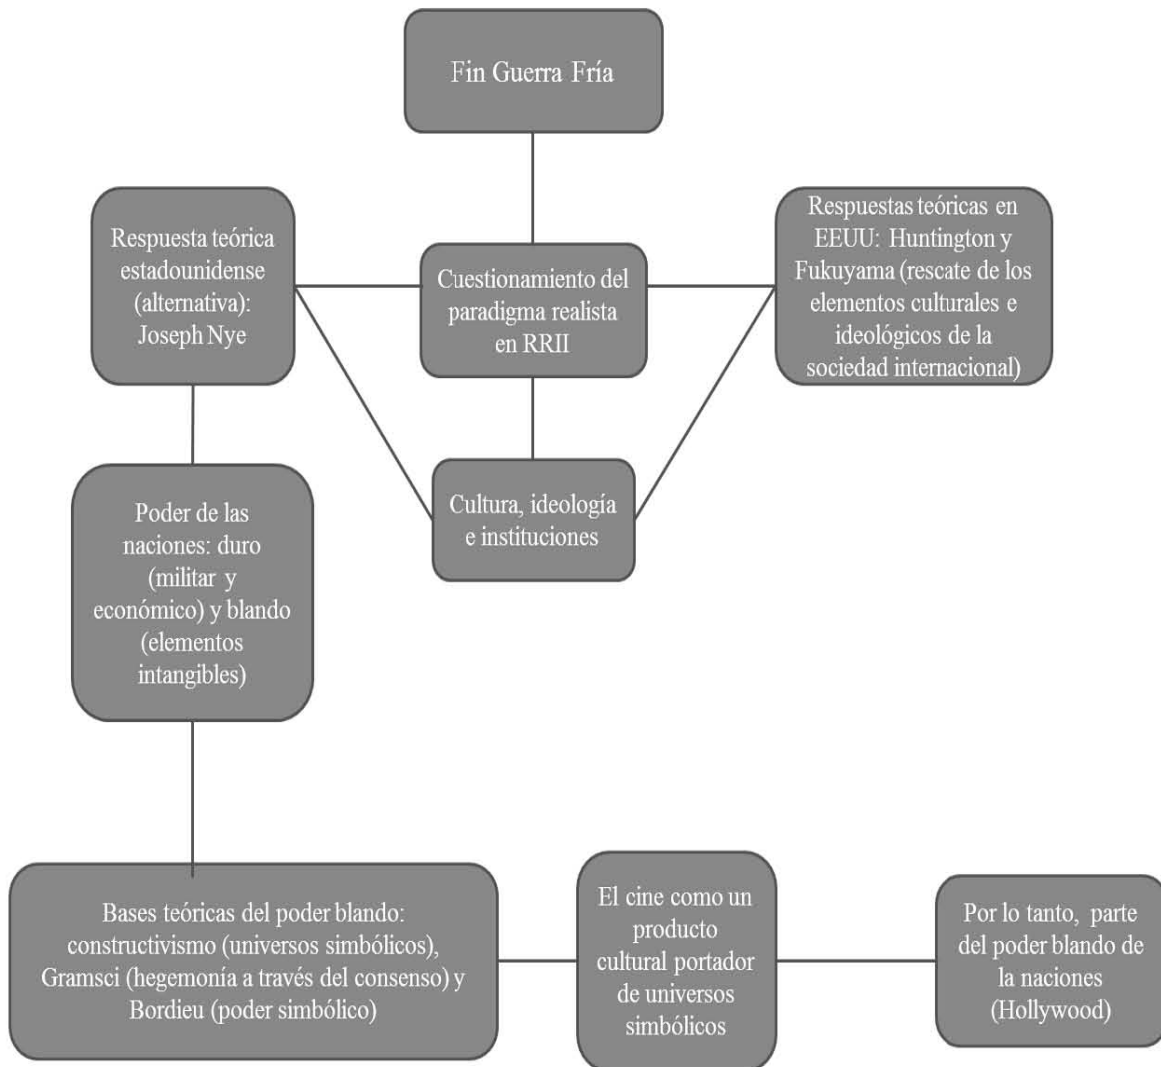 Fin Guerra Fría
Respuesta teórica
estadounidense
(alternativa):
Joseph Nye
Cuestionamiento del
paradigma realista
en RRII
Respuestas teóricas en
EEUU: Huntington y
Fukuyama (rescate de los
elementos culturales e
ideológicos de la
sociedad internacional)
Cultura, ideología
e instituciones
Poder de las
naciones: duro
(militar y
económico) y blando
(elementos
intangibles)
Bases teóricas del poder blando:
constructivismo (universos simbólicos),
Gramsci (hegemonía a través del consenso) y
Bordieu (poder simbólico)
El cine como un
producto
cultural portador
de universos
simbólicos
Por lo tanto, parte
del poder blando de
la naciones
(Hollywood)